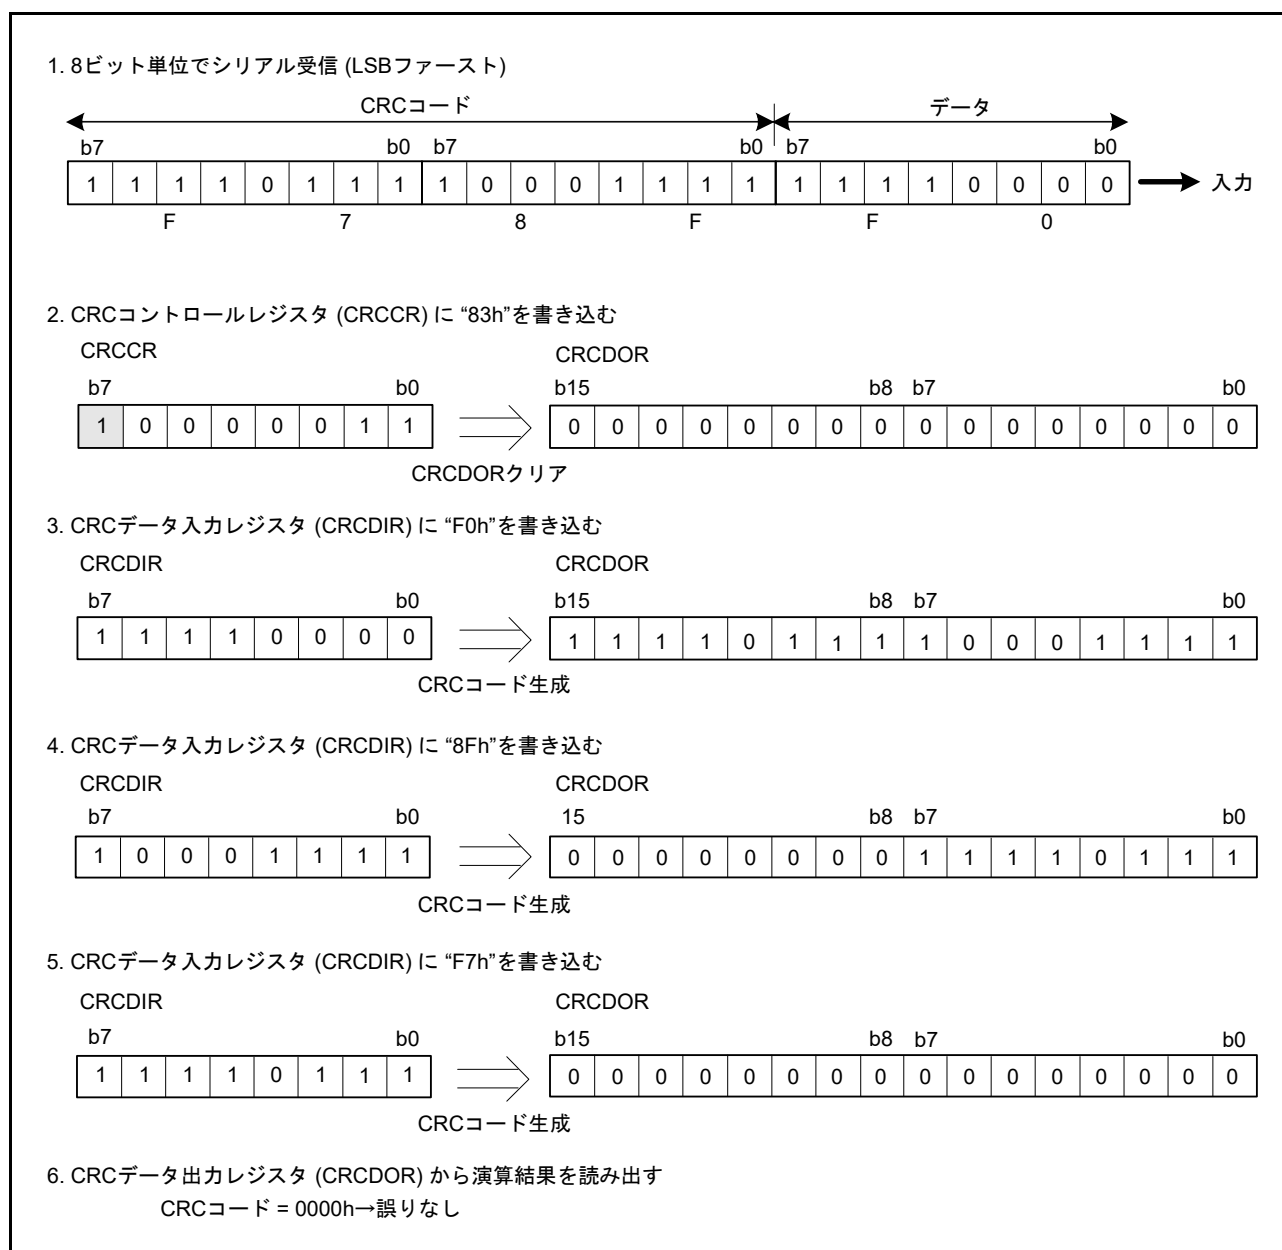 1. 8ビット単位でシリアル受信 (LSBファースト)
CRCコード データ
b7 b0 b7 b0 b7 b0
1 1 1 1 0 1 1 1 1 0 0 0 1 1 1 1 1 1 1 1 0 0 0 0 入力
F 7 8 F F 0
2. CRCコントロールレジスタ (CRCCR) に “83h”を書き込む
CRCCR CRCDOR
b7 b0 b15 b8 b7 b0
1 0 0 0 0 0 1 1 0 0 0 0 0 0 0 0 0 0 0 0 0 0 0 0
CRCDORクリア
3. CRCデータ入力レジスタ (CRCDIR) に “F0h”を書き込む
CRCDIR CRCDOR
b7 b0 b15 b8 b7 b0
1 1 1 1 0 0 0 0 1 1 1 1 0 1 1 1 1 0 0 0 1 1 1 1
CRCコード生成
4. CRCデータ入力レジスタ (CRCDIR) に “8Fh”を書き込む
CRCDIR CRCDOR
b7 b0 15 b8 b7 b0
1 0 0 0 1 1 1 1 0 0 0 0 0 0 0 0 1 1 1 1 0 1 1 1
CRCコード生成
5. CRCデータ入力レジスタ (CRCDIR) に “F7h”を書き込む
CRCDIR CRCDOR
b7 b0 b15 b8 b7 b0
1 1 1 1 0 1 1 1 0 0 0 0 0 0 0 0 0 0 0 0 0 0 0 0
CRCコード生成
6. CRCデータ出力レジスタ (CRCDOR) から演算結果を読み出す
CRCコード = 0000h→誤りなし